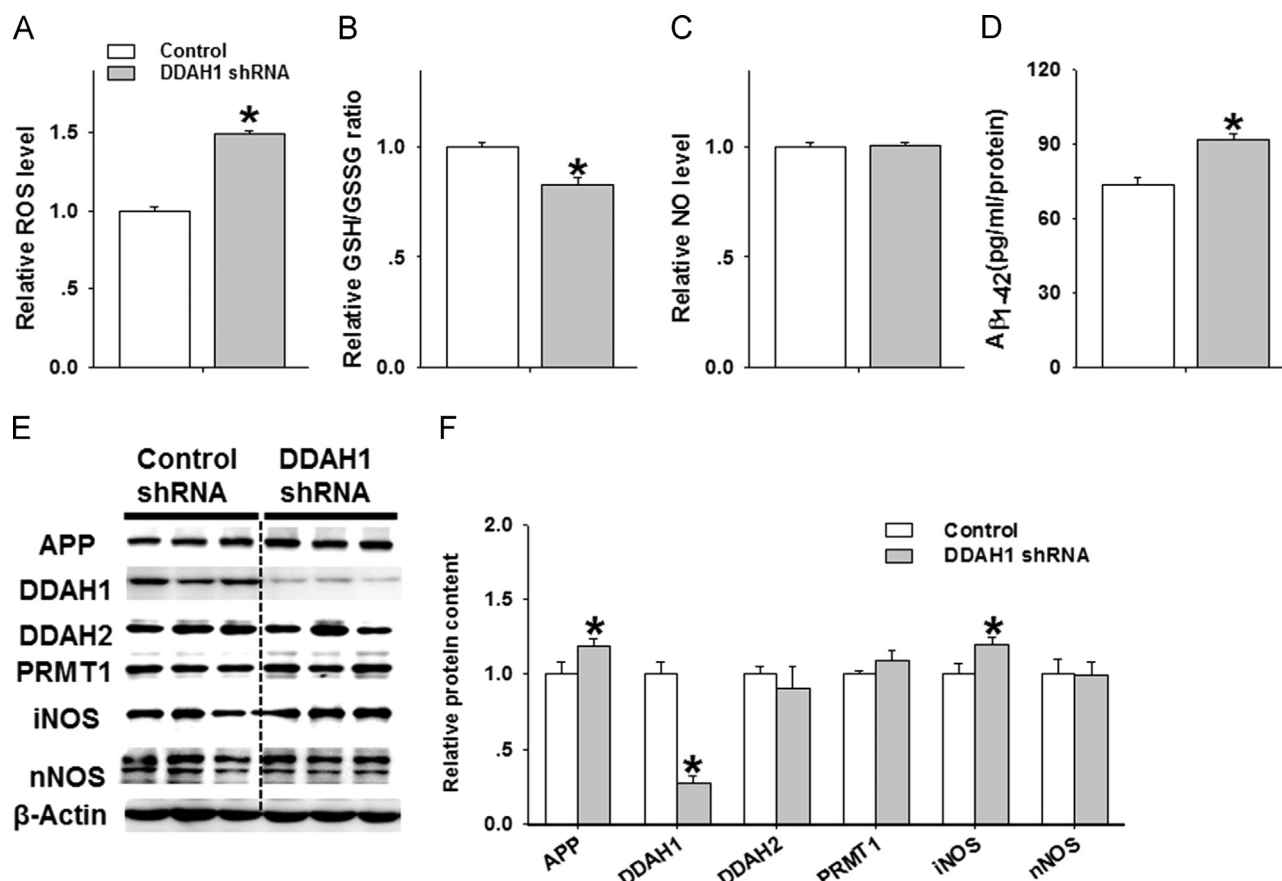 A
Control
DDAH1 shRNA
Relative ROS level
1.5
1.0
.5
0.0
*
B
Relative GSH/GSSG ratio
1.0
.5
0.0
*
C
Relative NO level
1.0
.5
0.0
D
Aβ1-42(pg/ml/protein)
120
90
60
30
0
*
E
Control shRNA
DDAH1 shRNA
APP
DDAH1
DDAH2
PRMT1
iNOS
nNOS
β-Actin
F
Control
DDAH1 shRNA
Relative protein content
2.0
1.5
1.0
.5
0.0
*
*
*
APP
DDAH1
DDAH2
PRMT1
iNOS
nNOS